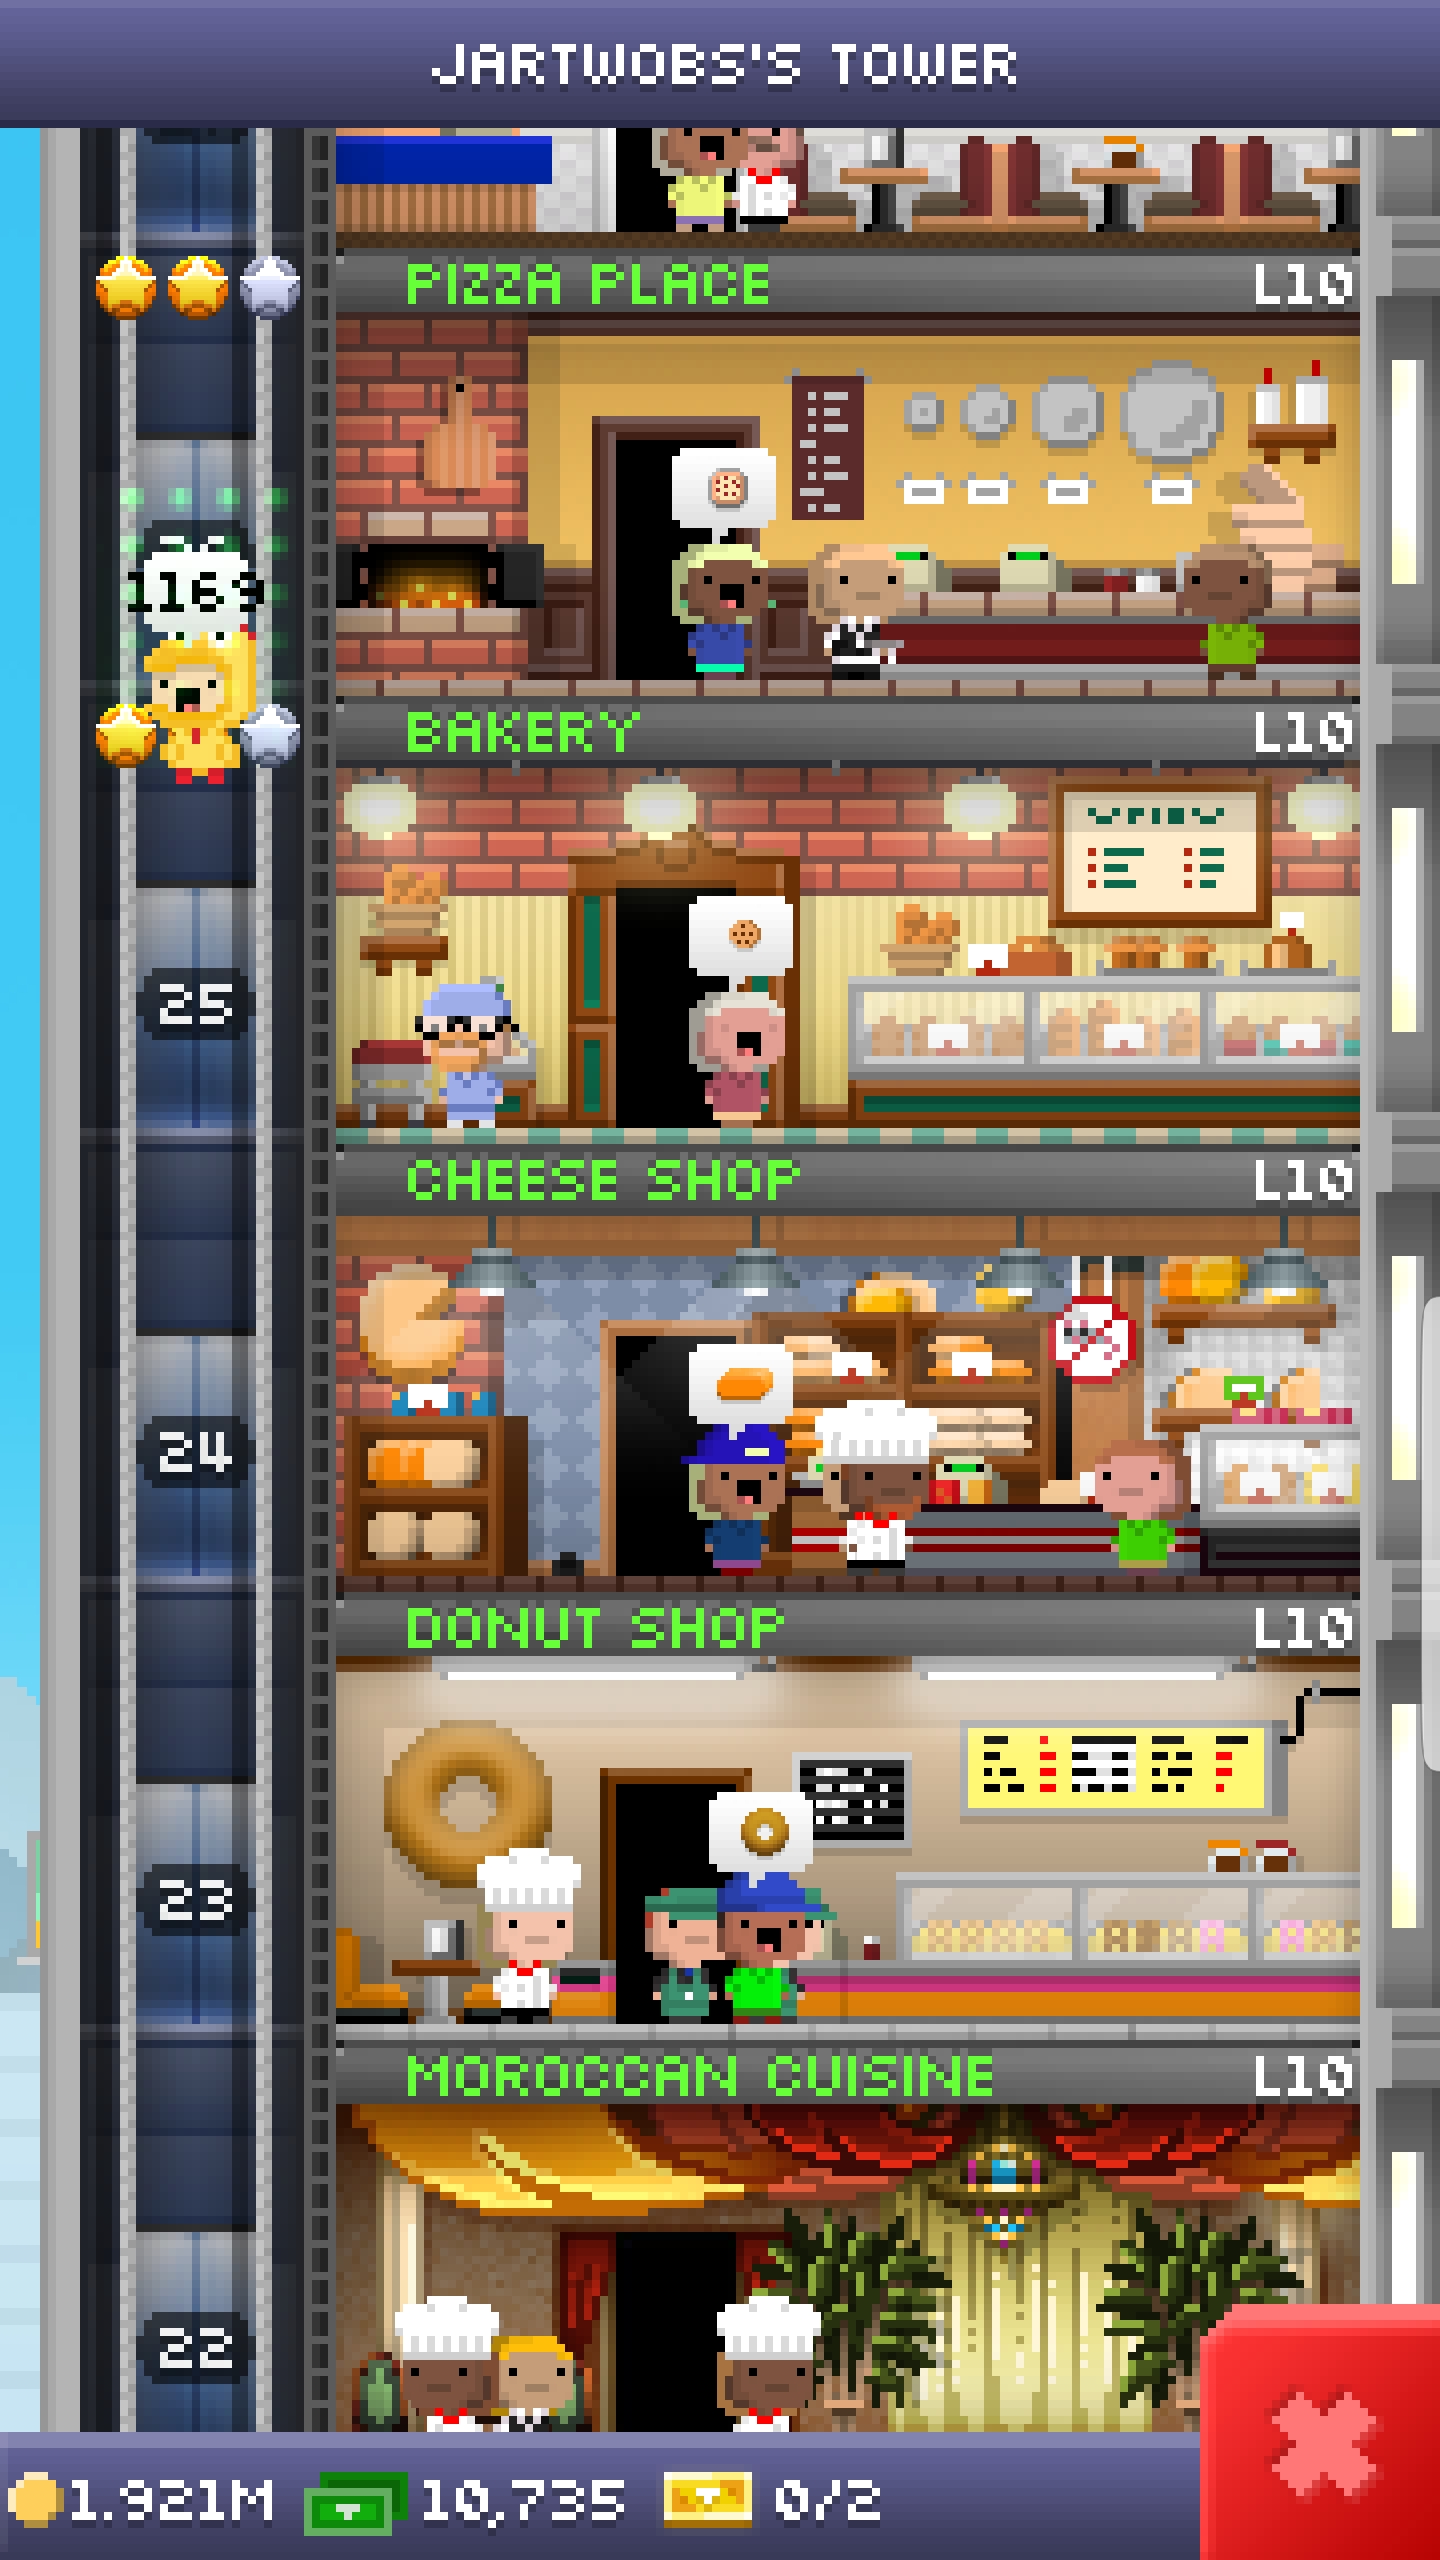 JARTWOBS'S TOWER
PIZZA PLACE L10
1169
BAKERY L10
25
CHEESE SHOP L10
24
DONUT SHOP L10
23
MOROCCAN CUISINE L10
22
1.921M 10,735 0/2